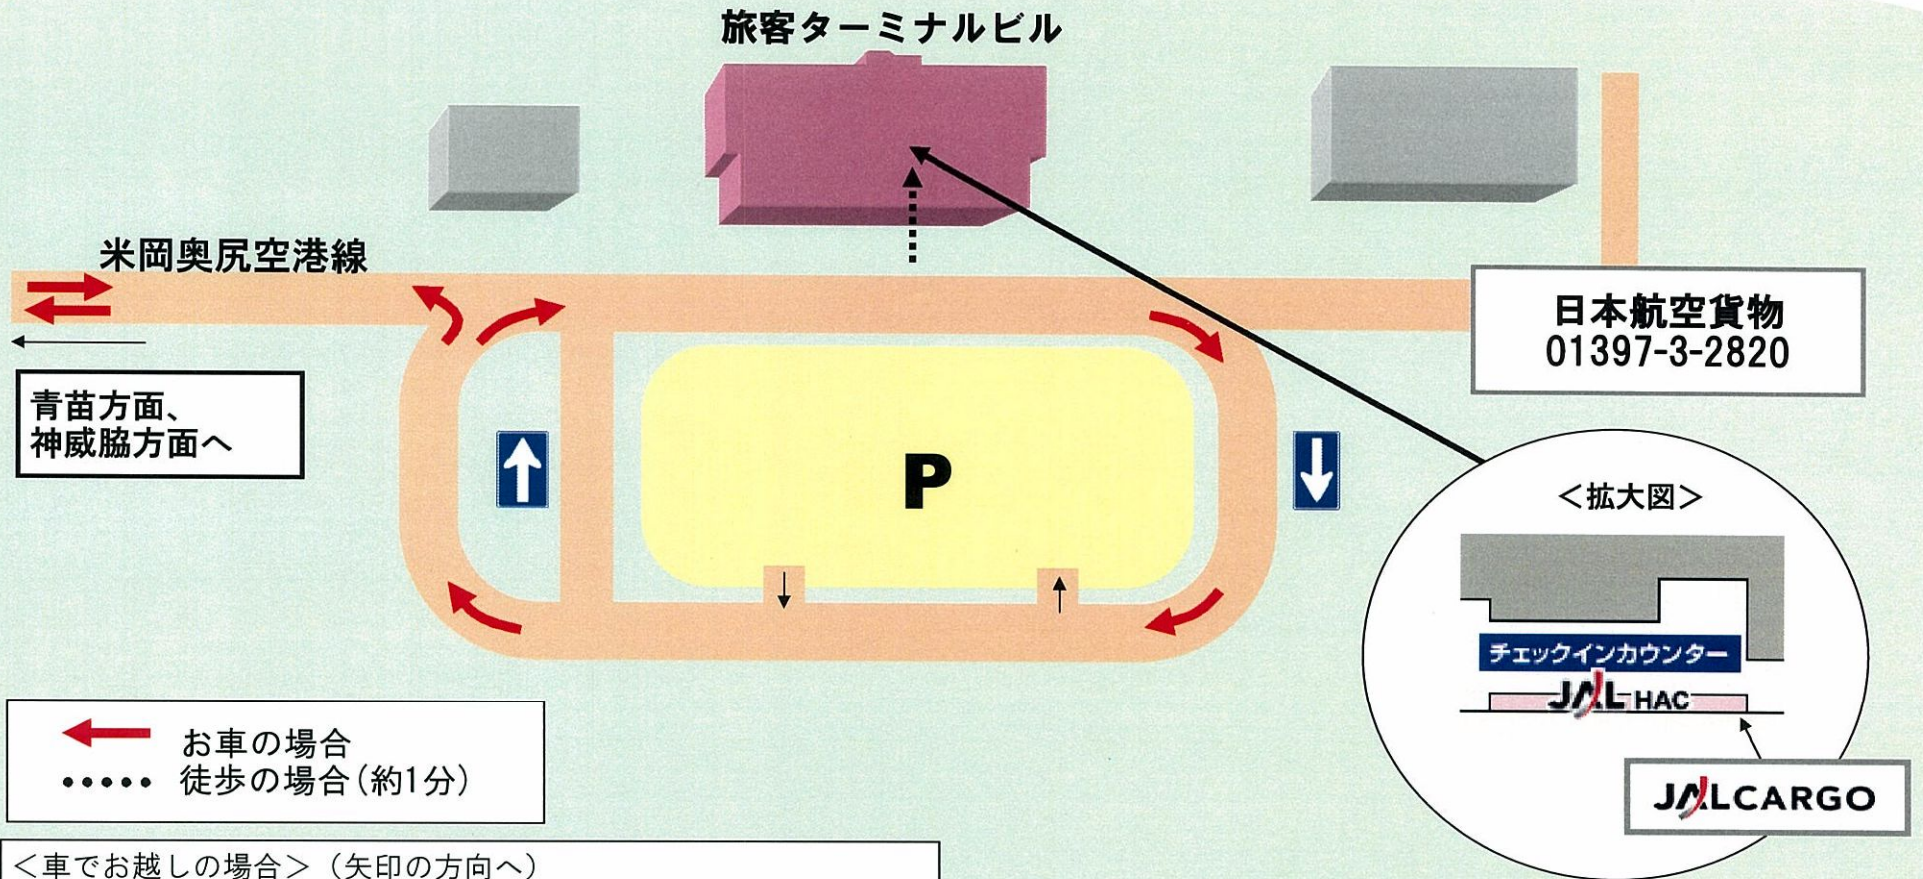 旅客ターミナルビル
米岡奥尻空港線
日本航空貨物
01397-3-2820
青苗方面、
神威脇方面へ
P
＜拡大図＞
チェックインカウンター
JAL HAC
JALCARGO
お車の場合
徒歩の場合（約1分）
＜車でお越しの場合＞（矢印の方向へ）